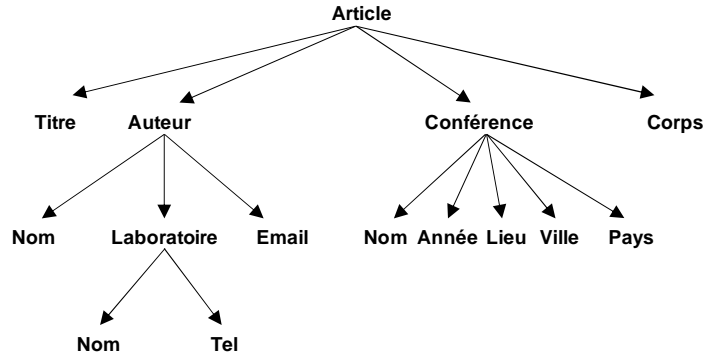 Article
Titre Auteur Conférence Corps
Nom Laboratoire Email Nom Année Lieu Ville Pays
Nom Tel